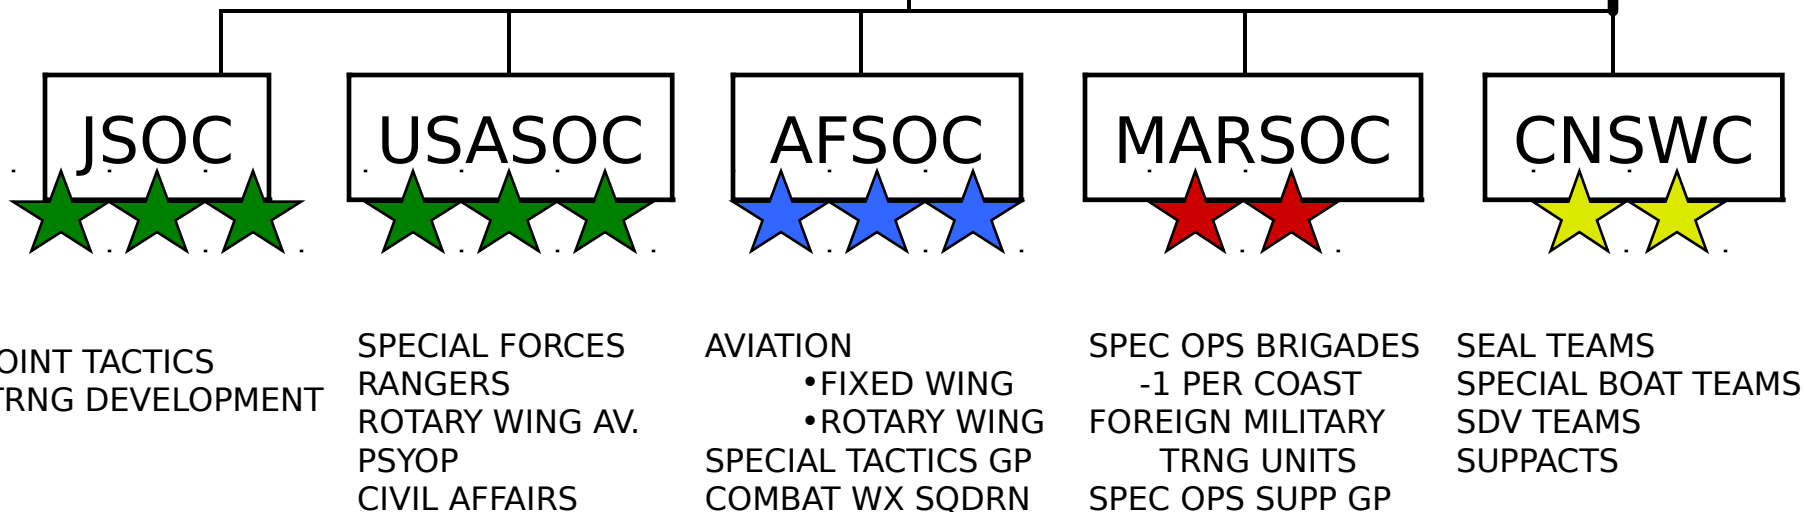 JSOC
USASOC
AFSOC
MARSOC
CNSWC
OINT TACTICS
TRNG DEVELOPMENT
SPECIAL FORCES
RANGERS
ROTARY WING AV.
PSYOP
CIVIL AFFAIRS
AVIATION
•FIXED WING
•ROTARY WING
SPECIAL TACTICS GP
COMBAT WX SQDRN
SPEC OPS BRIGADES
-1 PER COAST
FOREIGN MILITARY
TRNG UNITS
SPEC OPS SUPP GP
SEAL TEAMS
SPECIAL BOAT TEAMS
SDV TEAMS
SUPPACTS